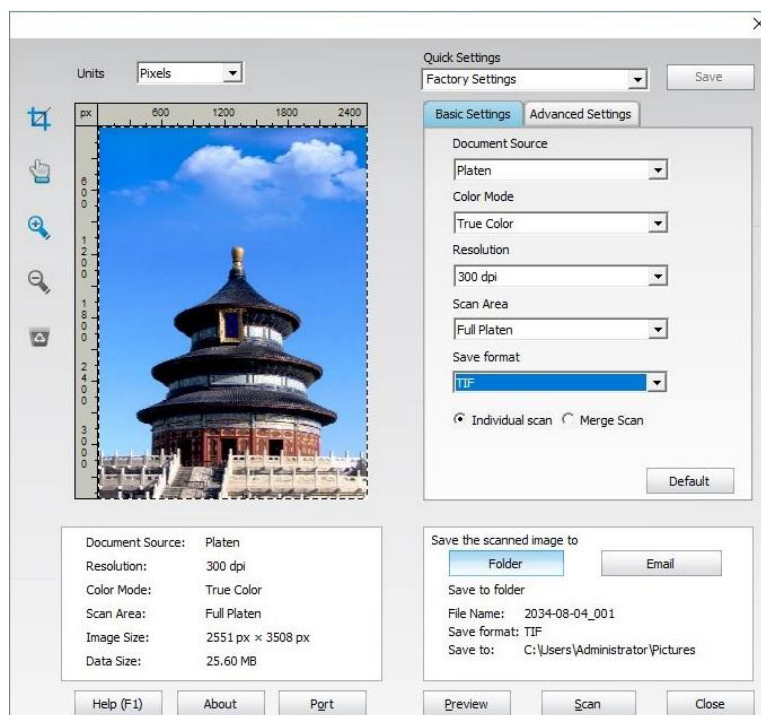 Units Pixels
Quick Settings
Factory Settings Save
px 600 1200 1800 2400
600
1200
1800
2400
3000
Basic Settings Advanced Settings
Document Source
Platen
Color Mode
True Color
Resolution
300 dpi
Scan Area
Full Platen
Save format
TIF
Individual scan Merge Scan
Default
Document Source: Platen
Resolution: 300 dpi
Color Mode: True Color
Scan Area: Full Platen
Image Size: 2551 px × 3508 px
Data Size: 25.60 MB
Save the scanned image to
Folder Email
Save to folder
File Name: 2034-08-04_001
Save format: TIF
Save to: C:\Users\Administrator\Pictures
Help (F1) About Port Preview Scan Close